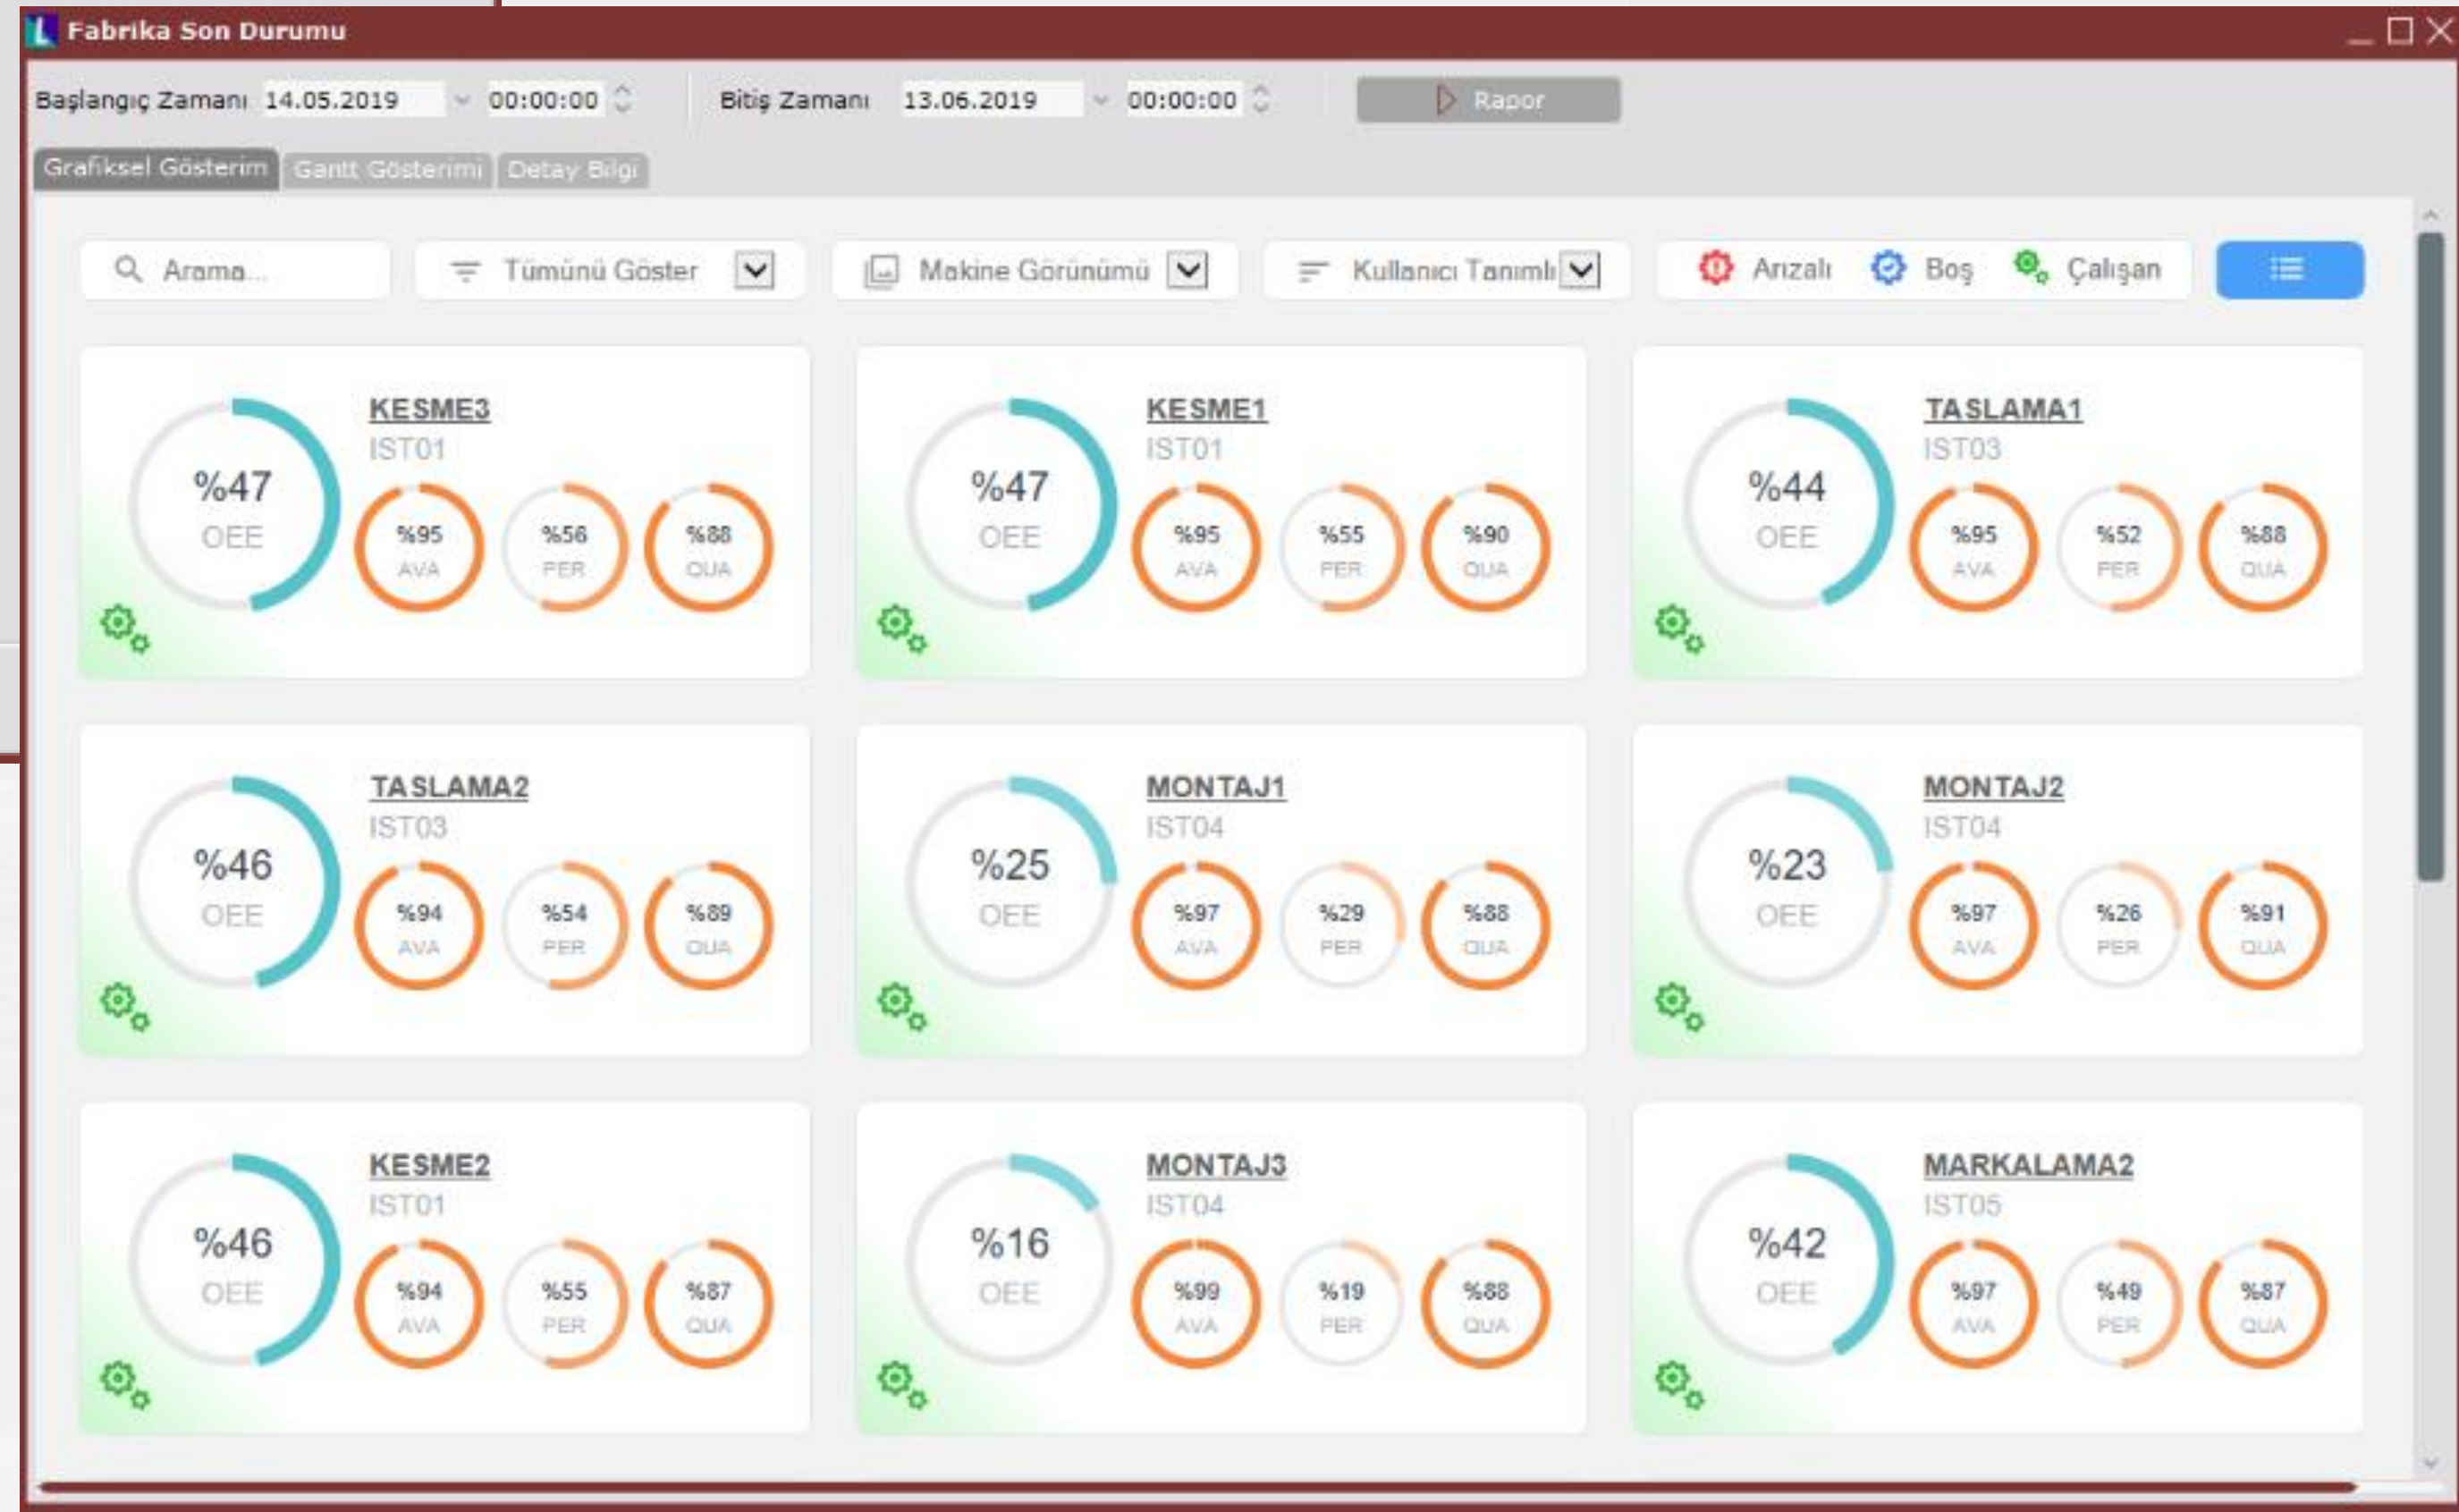 Fabrika Son Durumu
Başlangıç Zamanı 14.05.2019 00:00:00 Bitiş Zamanı 13.06.2019 00:00:00 Rapor
Grafiksel Gösterim Gantt Gösterimi Detay Bilgi
Arama... Tümünü Göster Makine Görünümü Kullanıcı Tanımlı Arızalı Boş Çalışan
KESME3
IST01
%47
OEE
%95 %56 %88
AVA PER QUA
KESME1
IST01
%47
OEE
%95 %55 %90
AVA PER QUA
TASLAMA1
IST03
%44
OEE
%95 %52 %88
AVA PER QUA
TASLAMA2
IST03
%46
OEE
%94 %54 %89
AVA PER QUA
MONTAJ1
IST04
%25
OEE
%97 %29 %88
AVA PER QUA
MONTAJ2
IST04
%23
OEE
%97 %26 %91
AVA PER QUA
KESME2
IST01
%46
OEE
%94 %55 %87
AVA PER QUA
MONTAJ3
IST04
%16
OEE
%99 %19 %88
AVA PER QUA
MARKALAMA2
IST05
%42
OEE
%97 %49 %87
AVA PER QUA